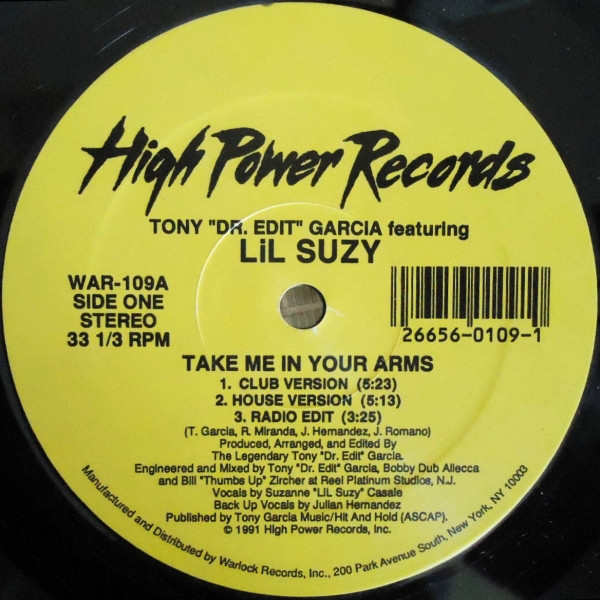 High Power Records
TONY "DR. EDIT" GARCIA featuring
LiL SUZY
WAR-109A
SIDE ONE
STEREO
33 1/3 RPM
26656-0109-1
TAKE ME IN YOUR ARMS
1. CLUB VERSION (5:23)
2. HOUSE VERSION (5:13)
3. RADIO EDIT (3:25)
(T. Garcia, R. Miranda, J. Hernandez, J. Romano)
Produced, Arranged, and Edited By
The Legendary Tony "Dr. Edit" Garcia.
Engineered and Mixed by Tony "Dr. Edit" Garcia, Bobby Dub Allecca
and Bill "Thumbs Up" Zircher at Reel Platinum Studios, N.J.
Vocals by Suzanne "LiL Suzy" Casale
Back Up Vocals by Julian Hernandez
Published by Tony Garcia Music/Hit And Hold (ASCAP).
© 1991 High Power Records, Inc.
Manufactured and Distributed by Warlock Records, Inc., 200 Park Avenue South, New York, NY 10003